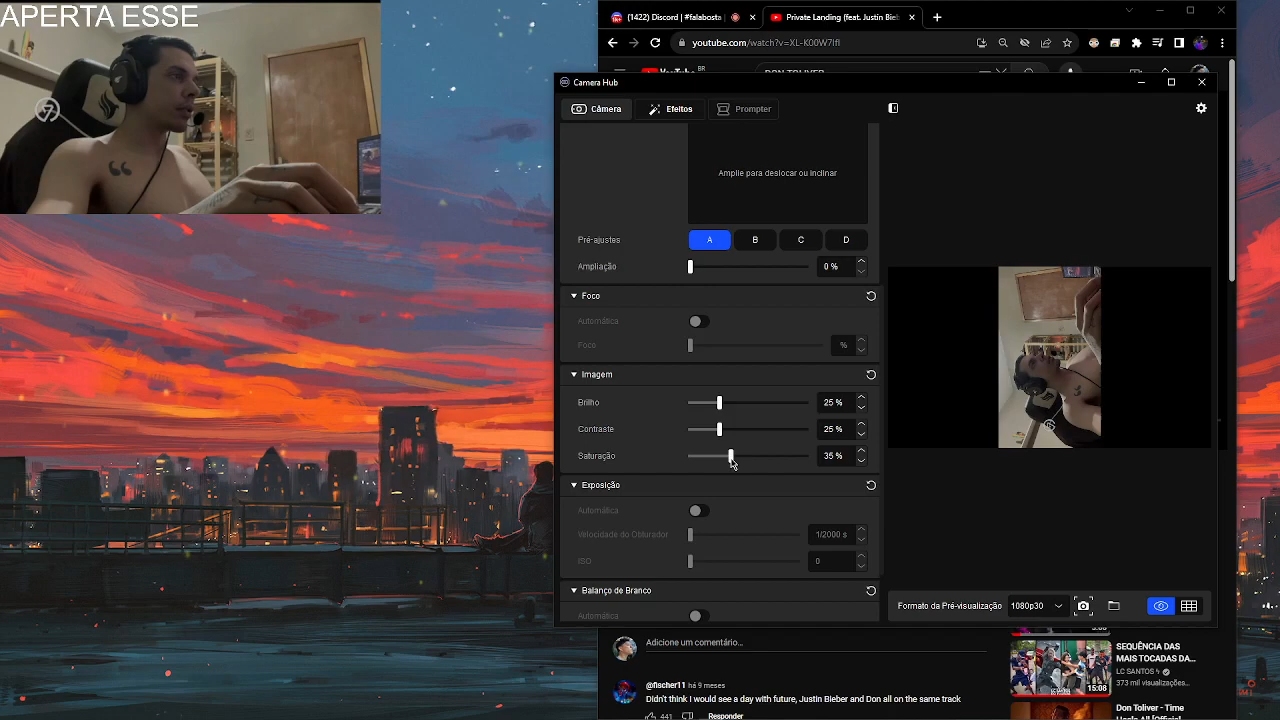 APERTA ESSE
(1422) Discord | #falabosta
Private Landing (feat. Justin Bieb
youtube.com/watch?v=XL-K00W7lfI
BR
DON TOLIVER
Camera Hub
Câmera
Efeitos
Prompter
Amplie para deslocar ou inclinar
Pré-ajustes
A
B
C
D
Ampliação
0 %
Foco
Automática
Foco
%
Imagem
Brilho
25 %
Contraste
25 %
Saturação
35 %
Exposição
Automática
Velocidade do Obturador
1/2000 s
ISO
0
Balanço de Branco
Automática
Formato da Pré-visualização
1080p30
Adicione um comentário...
@fischer11 há 9 meses
Didn't think I would see a day with future, Justin Bieber and Don all on the same track
441
Responder
SEQUÊNCIA DAS
MAIS TOCADAS DA...
LC SANTOS
373 mil visualizações...
15:08
Don Toliver - Time